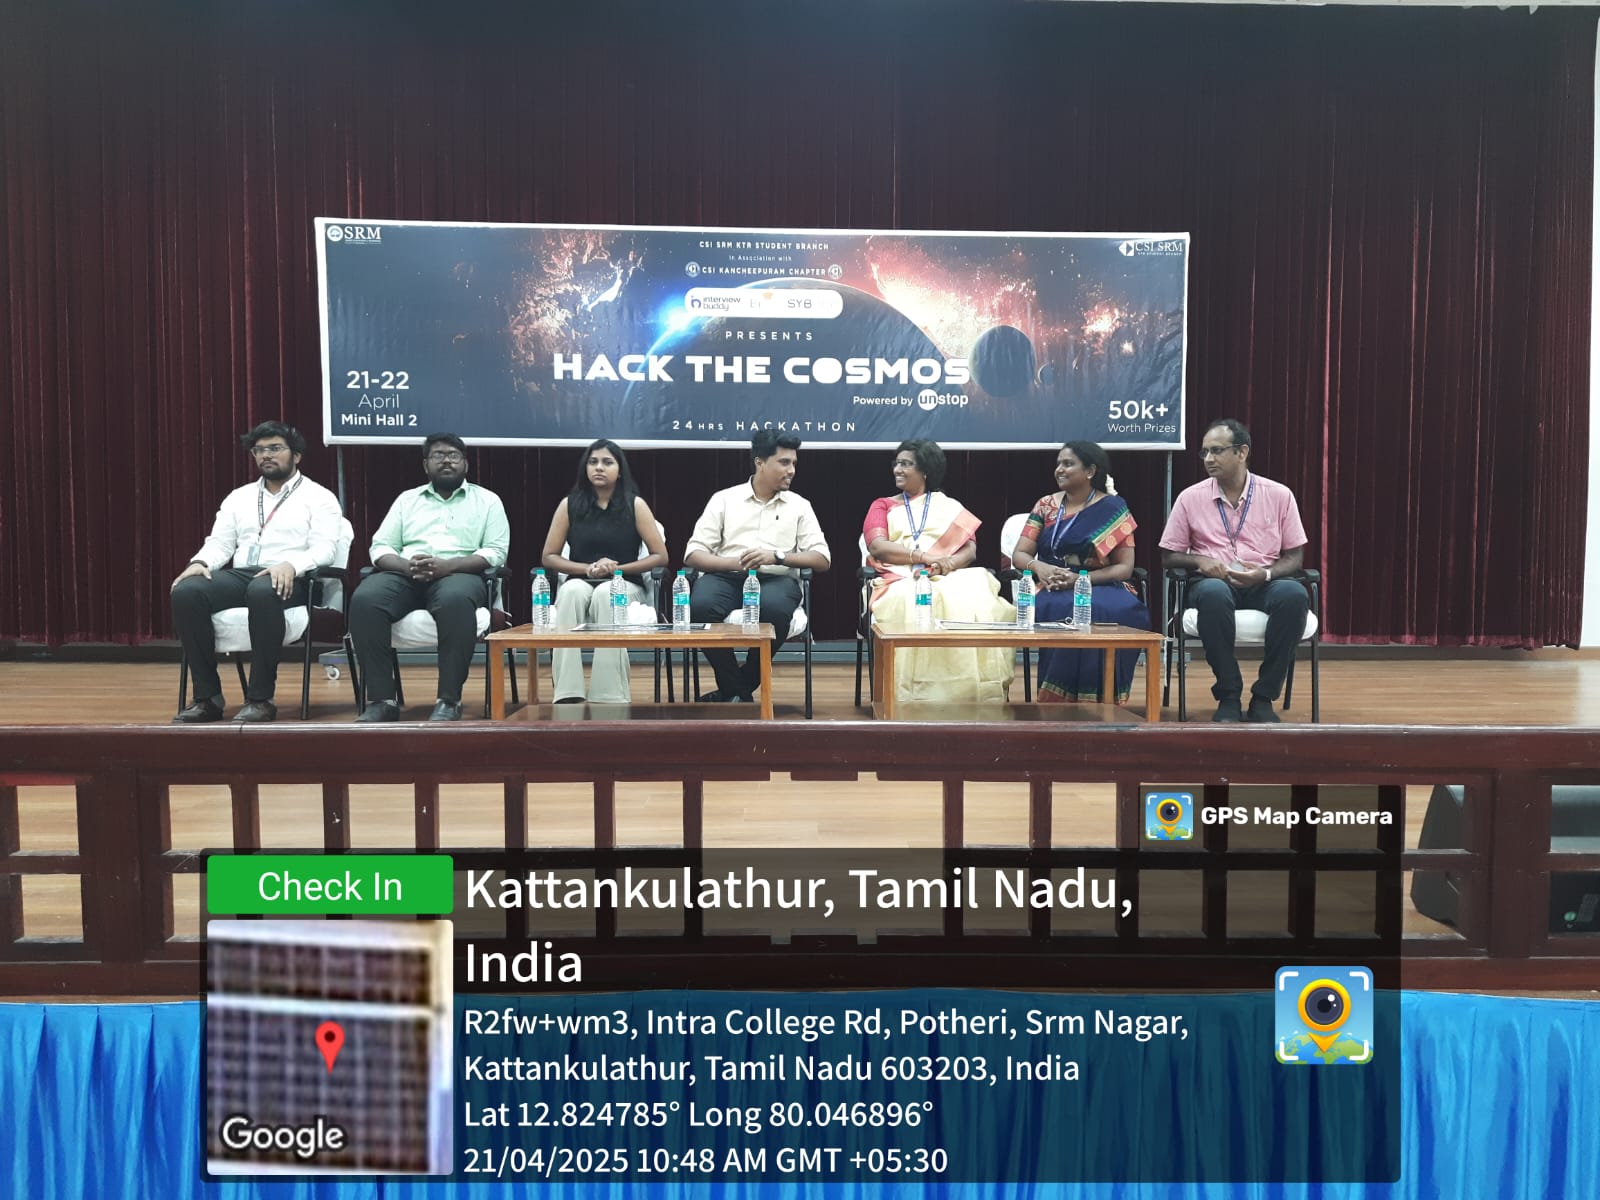 SRM
CSI SRM KTR STUDENT BRANCH
In Association with
CSI KANCHEEPURAM CHAPTER
CSI SRM
interview
buddy
SYB
PRESENTS
HACK THE COSMOS
Powered by unstop
24HRS HACKATHON
21-22
April
Mini Hall 2
50k+
Worth Prizes
GPS Map Camera
Check In
Kattankulathur, Tamil Nadu,
India
R2fw+wm3, Intra College Rd, Potheri, Srm Nagar,
Kattankulathur, Tamil Nadu 603203, India
Lat 12.824785° Long 80.046896°
21/04/2025 10:48 AM GMT +05:30
Google